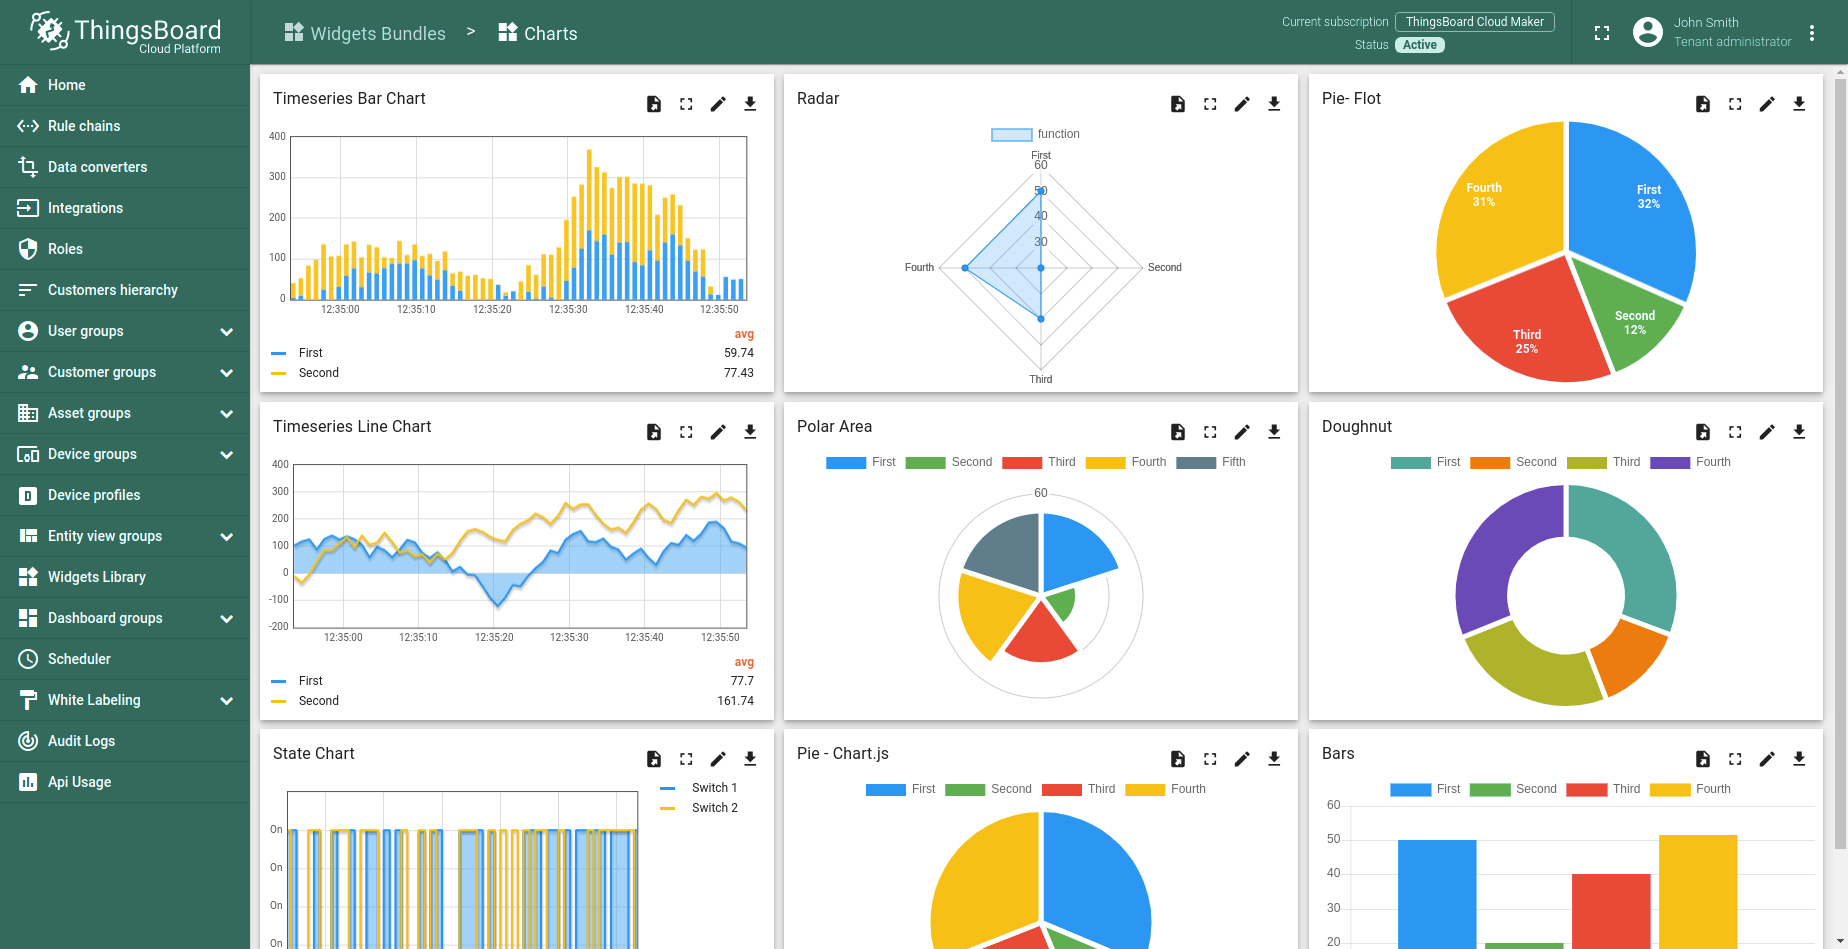 ThingsBoard
Cloud Platform
Widgets Bundles > Charts
Current subscription ThingsBoard Cloud Maker
Status Active
John Smith
Tenant administrator
Home
Rule chains
Data converters
Integrations
Roles
Customers hierarchy
User groups
Customer groups
Asset groups
Device groups
Device profiles
Entity view groups
Widgets Library
Dashboard groups
Scheduler
White Labeling
Audit Logs
Api Usage
Timeseries Bar Chart
400
300
200
100
0
12:35:00 12:35:10 12:35:20 12:35:30 12:35:40 12:35:50
avg
First 59.74
Second 77.43
Radar
function
First
60
50
40
30
Fourth Second
Third
Pie- Flot
Fourth
31%
First
32%
Second
12%
Third
25%
Timeseries Line Chart
400
300
200
100
0
-100
-200
12:35:00 12:35:10 12:35:20 12:35:30 12:35:40 12:35:50
avg
First 77.7
Second 161.74
Polar Area
First Second Third Fourth Fifth
60
Doughnut
First Second Third Fourth
State Chart
Switch 1
Switch 2
On
On
On
On
Pie - Chart.js
First Second Third Fourth
Bars
First Second Third Fourth
60
50
40
30
20